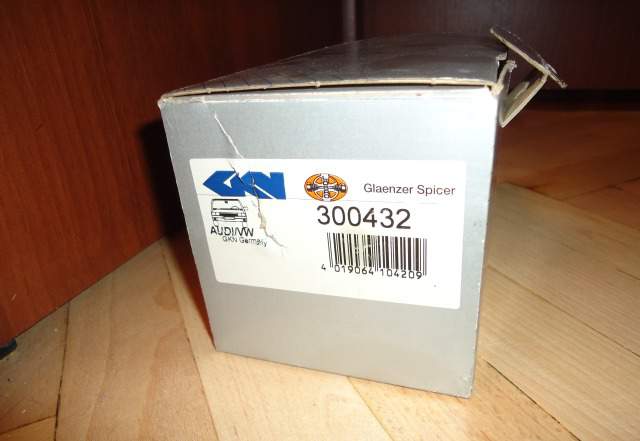 GKN
Glaenzer Spicer
300432
AUDI/VW
GKN Germany
4 019064 104209